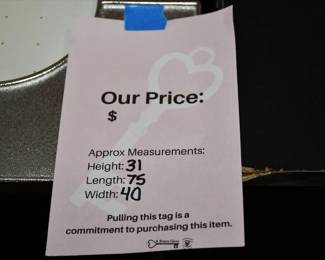 Our Price:
$
Approx Measurements:
Height: 31
Length: 75
Width: 40
Pulling this tag is a
commitment to purchasing this item.